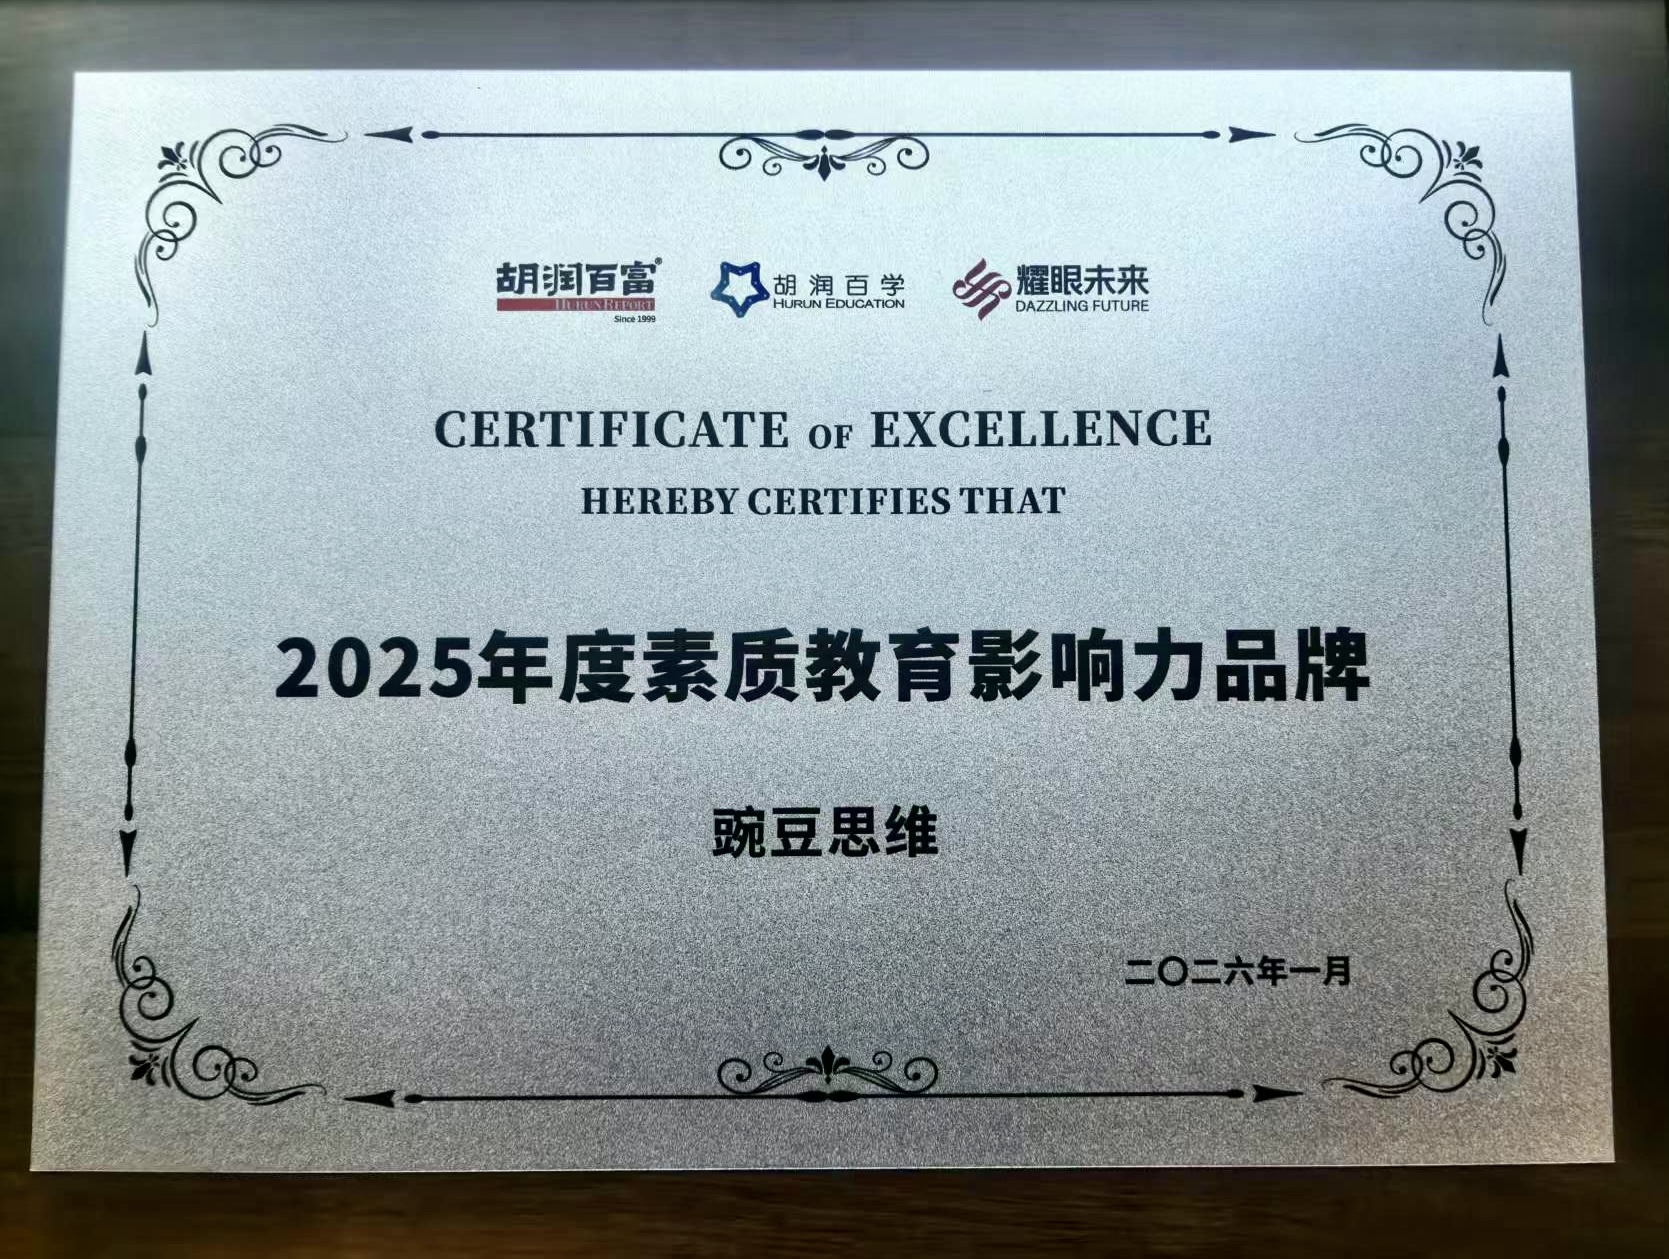 胡润百富®
HURUN REPORT
Since 1999
胡润百学
HURUN EDUCATION
耀眼未来
DAZZLING FUTURE
CERTIFICATE OF EXCELLENCE
HEREBY CERTIFIES THAT
2025年度素质教育影响力品牌
豌豆思维
二〇二六年一月